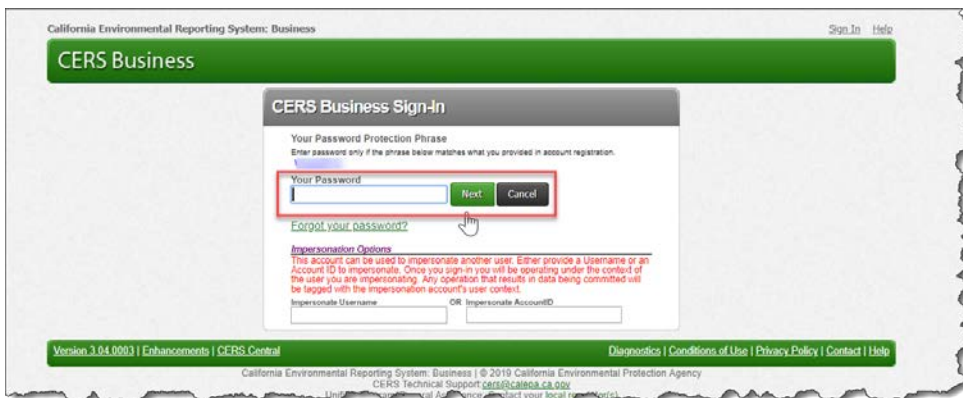 California Environmental Reporting System: Business
Sign In Help
CERS Business
CERS Business Sign-In
Your Password Protection Phrase
Enter password only if the phrase below matches what you provided in account registration.
Your Password
Next Cancel
Forgot your password?
Impersonation Options
This account can be used to impersonate another user. Either provide a Username or an
Account ID to impersonate. Once you sign-in you will be operating under the context of
the user you are impersonating. Any operation that results in data being committed will
be tagged with the impersonation account's user context.
Impersonate Username OR Impersonate AccountID
Version 3.04.0003 | Enhancements | CERS Central
Diagnostics | Conditions of Use | Privacy Policy | Contact | Help
California Environmental Reporting System: Business | © 2019 California Environmental Protection Agency
CERS Technical Support: cers@calepa.ca.gov
Contact your local